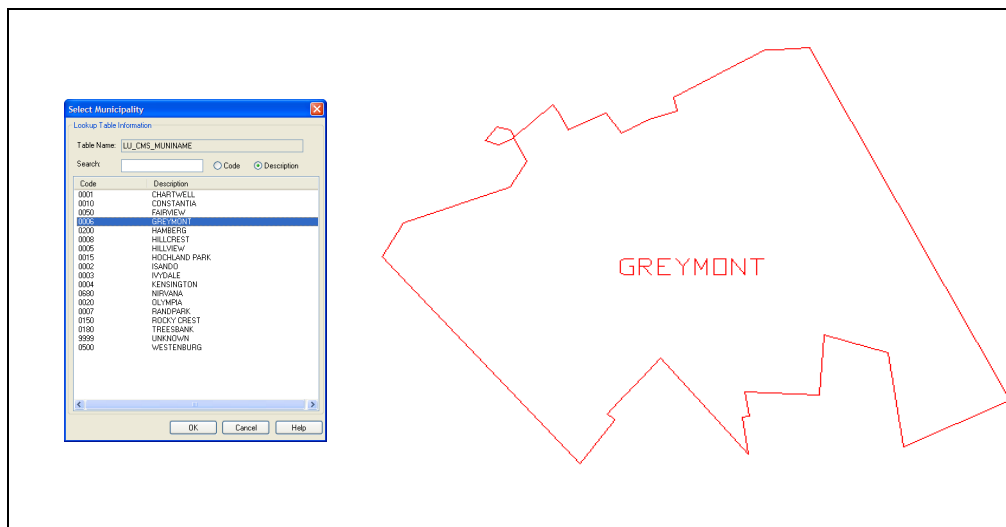 Select Municipality
Lookup Table Information
Table Name: LU_CMS_MUNINAME
Search: Code Description
Code Description
0001 CHARTWELL
0010 CONSTANTIA
0050 FAIRVIEW
0006 GREYMONT
0200 HAMBERG
0008 HILLCREST
0005 HILLVIEW
0015 HOCHLAND PARK
0002 ISANDO
0003 IVYDALE
0004 KENSINGTON
0680 NIRVANA
0020 OLYMPIA
0007 RANDPARK
0150 ROCKY CREST
0180 TREESBANK
9999 UNKNOWN
0500 WESTENBURG
OK Cancel Help
GREYMONT